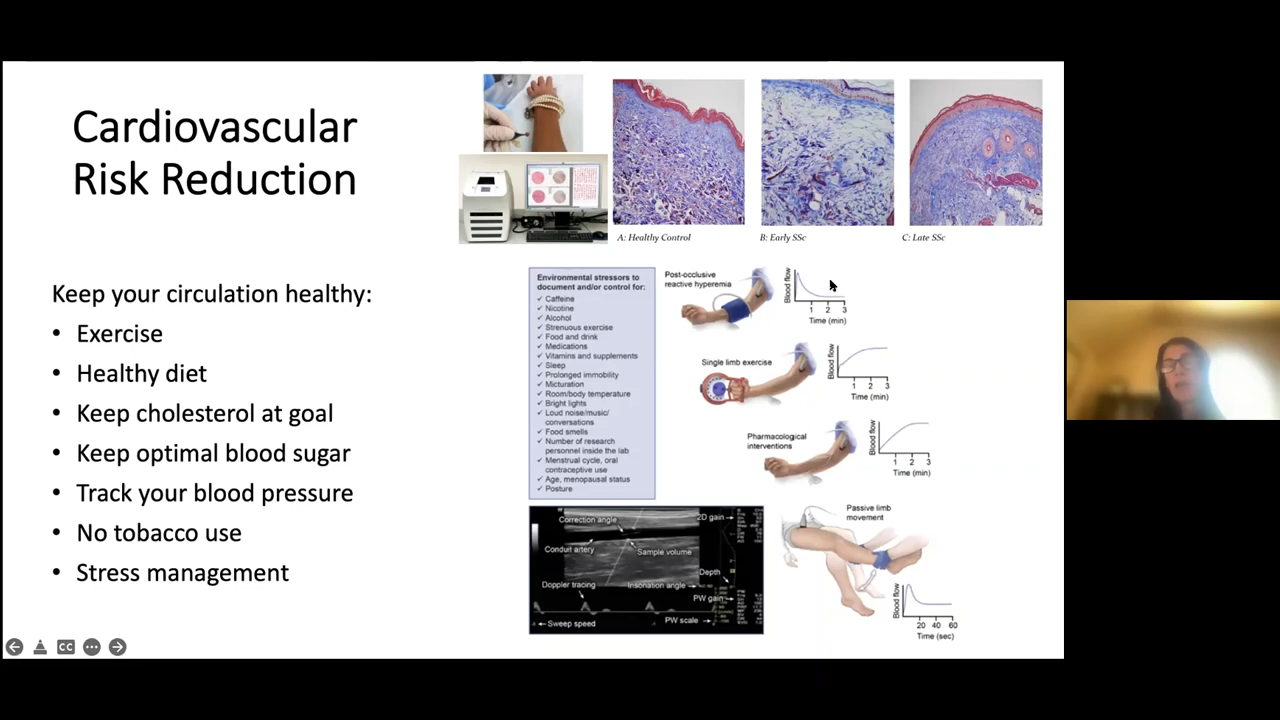 Cardiovascular
Risk Reduction
Keep your circulation healthy:
• Exercise
• Healthy diet
• Keep cholesterol at goal
• Keep optimal blood sugar
• Track your blood pressure
• No tobacco use
• Stress management
A: Healthy Control
B: Early SSc
C: Late SSc
Environmental stressors to
document and/or control for:
✓ Caffeine
✓ Nicotine
✓ Alcohol
✓ Strenuous exercise
✓ Food and drink
✓ Medications
✓ Vitamins and supplements
✓ Sleep
✓ Prolonged immobility
✓ Micturation
✓ Room/body temperature
✓ Bright lights
✓ Loud noise/music/
conversations
✓ Food smells
✓ Number of research
personnel inside the lab
✓ Menstrual cycle, oral
contraceptive use
✓ Age, menopausal status
✓ Posture
Post-occlusive
reactive hyperemia
Blood flow
1 2 3
Time (min)
Single limb exercise
Blood flow
1 2 3
Time (min)
Pharmacological
interventions
Blood flow
1 2 3
Time (min)
Passive limb
movement
Blood flow
20 40 60
Time (sec)
Correction angle
2D gain
Conduit artery
Sample volume
Depth
Doppler tracing
Insonation angle
PW gain
PW scale
Sweep speed
CC